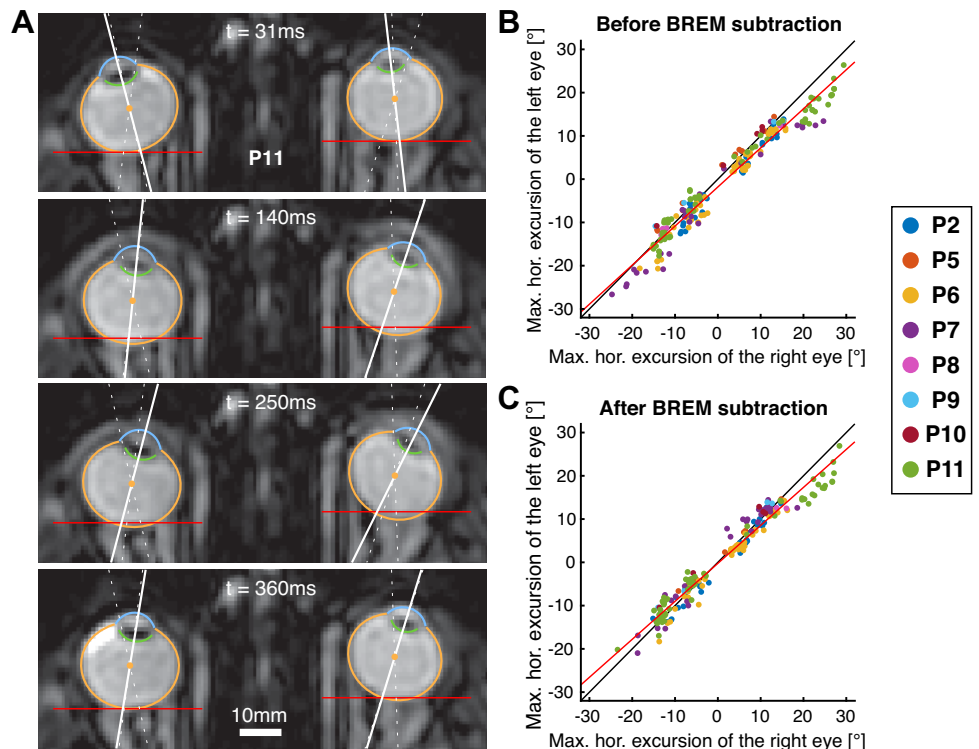 A
t = 31ms
P11
t = 140ms
t = 250ms
t = 360ms
10mm
B
Before BREM subtraction
Max. hor. excursion of the left eye [°]
30
20
10
0
-10
-20
-30
-30 -20 -10 0 10 20 30
Max. hor. excursion of the right eye [°]
C
After BREM subtraction
Max. hor. excursion of the left eye [°]
30
20
10
0
-10
-20
-30
-30 -20 -10 0 10 20 30
Max. hor. excursion of the right eye [°]
P2
P5
P6
P7
P8
P9
P10
P11